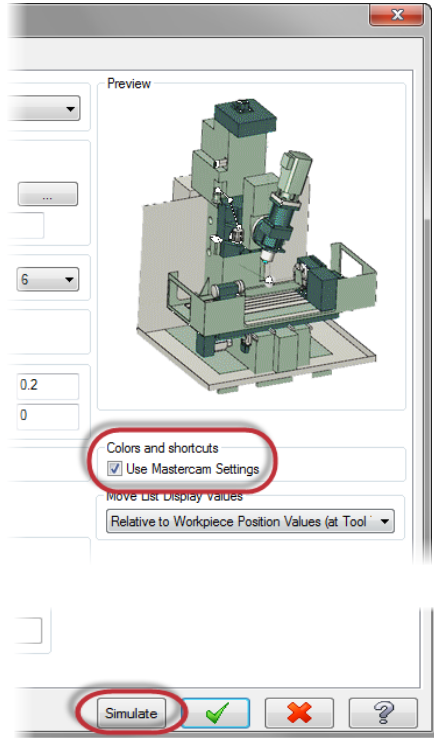 Preview
...
6
0.2
0
Colors and shortcuts
Use Mastercam Settings
Move List Display Values
Relative to Workpiece Position Values (at Tool
Simulate
?